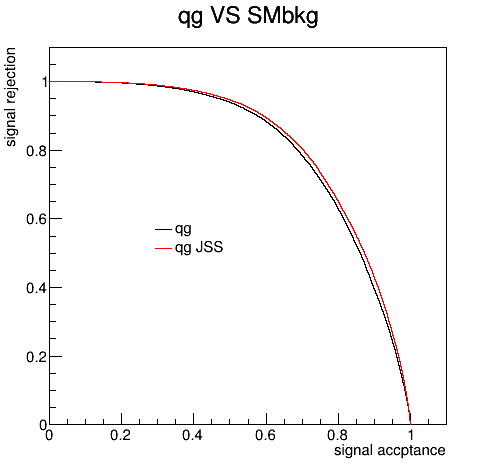 qg VS SMbkg
signal rejection
1
0.8
0.6
0.4
0.2
0
qg
qg JSS
0 0.2 0.4 0.6 0.8 1
signal accptance